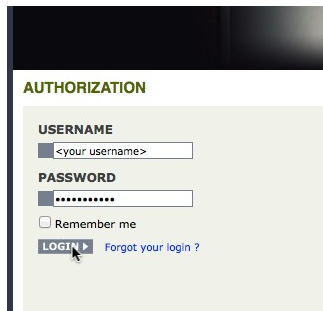 AUTHORIZATION
USERNAME
<your username>
PASSWORD
•••••••••••
Remember me
LOGIN
Forgot your login ?